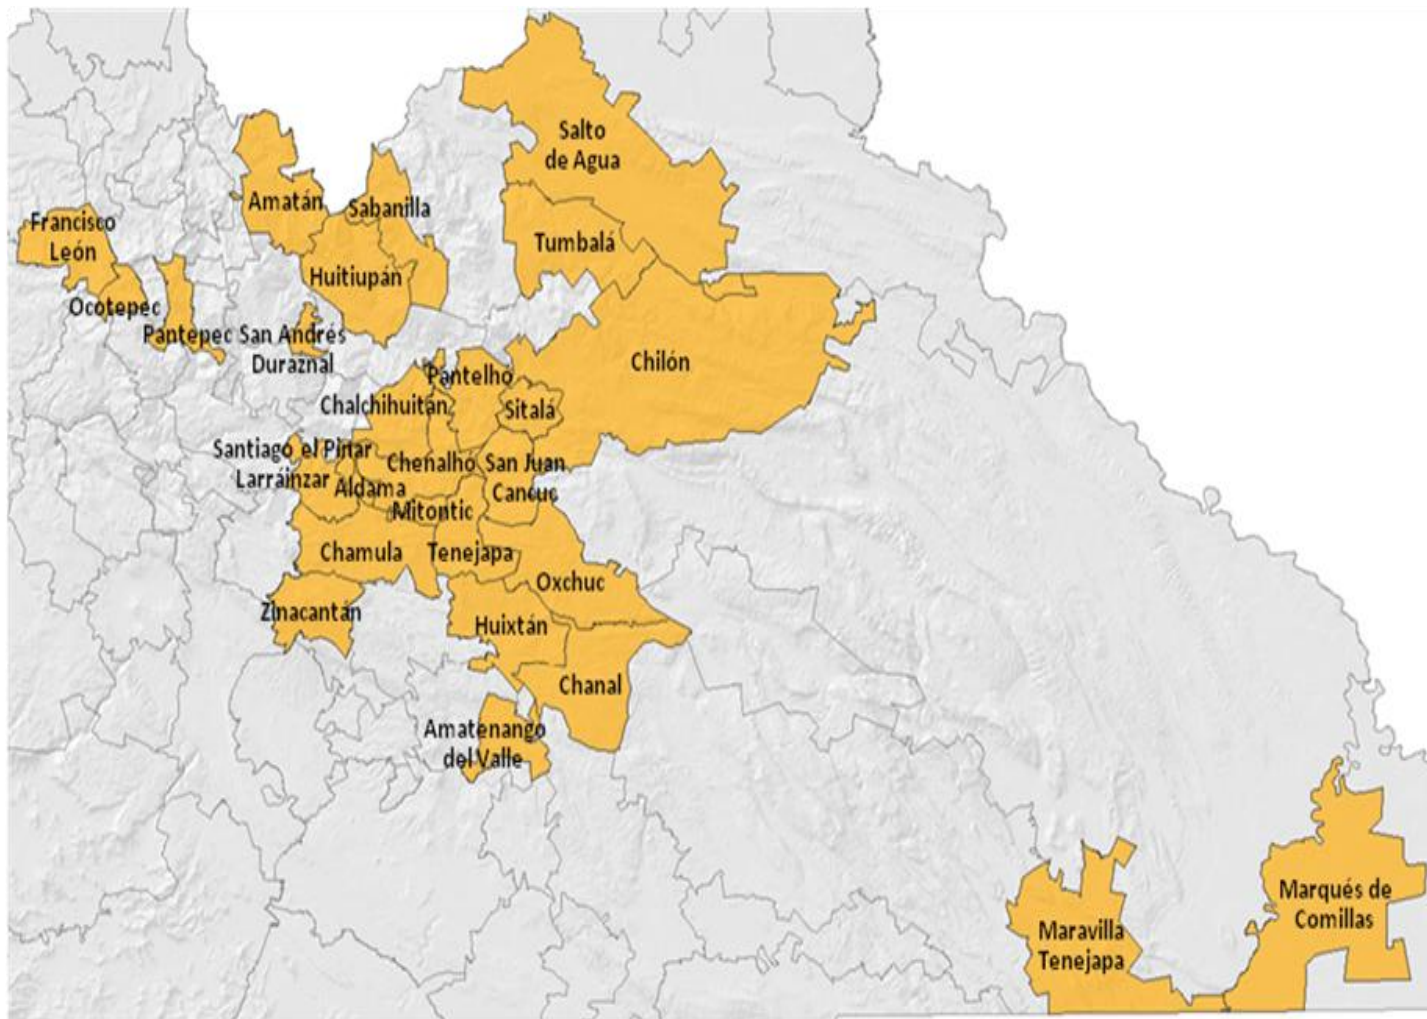 Salto
de Agua
Amatán
Sabanilla
Francisco
León
Tumbalá
Huitiupán
Ocotepec
Pantepec
San Andrés
Duraznal
Chilón
Pantelho
Chalchihuitán
Sitalá
Santiago el Pinar
Larráinzar
Chenalho
San Juan
Cancuc
Aldama
Mitontic
Chamula
Tenejapa
Oxchuc
Zinacantán
Huixtán
Chanal
Amatenango
del Valle
Marqués de
Comillas
Maravilla
Tenejapa